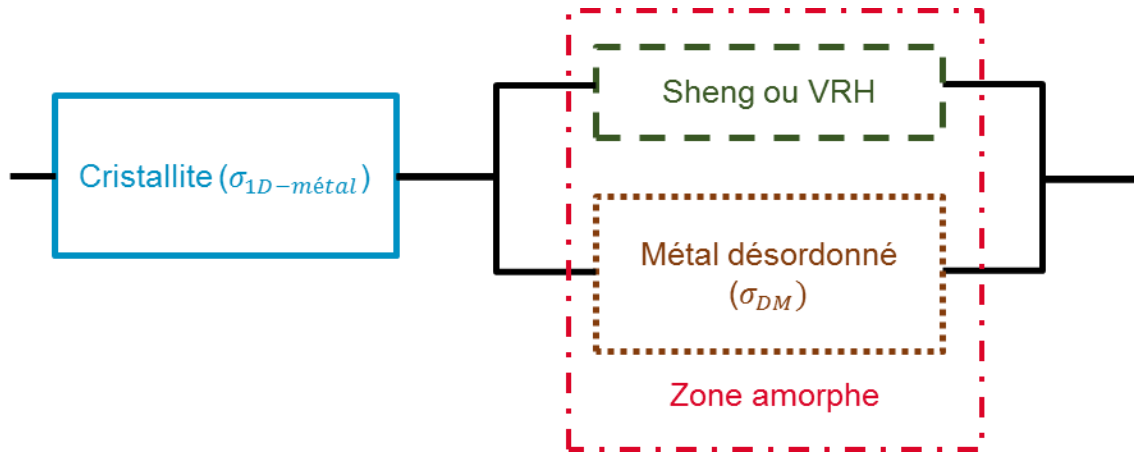 Sheng ou VRH
Cristallite (σ1D−métal)
Métal désordonné
(σDM)
Zone amorphe